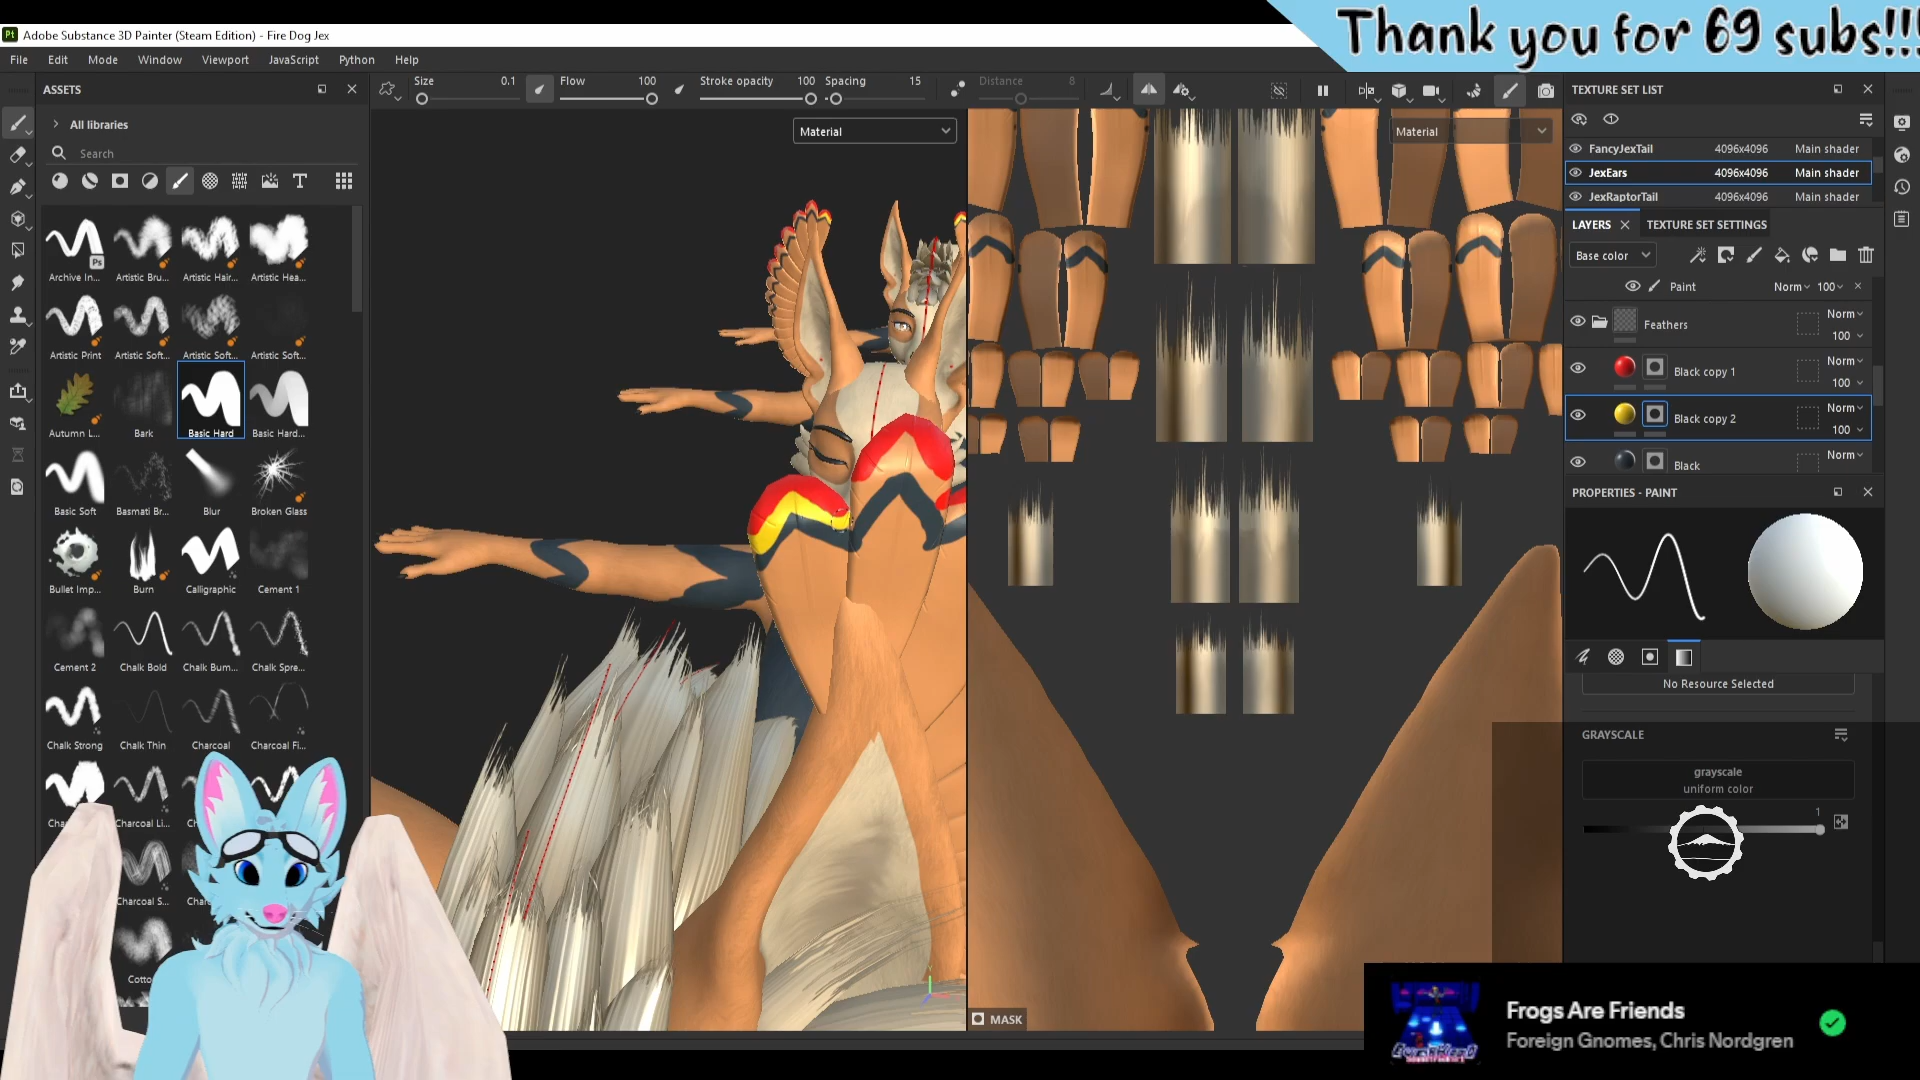 Thank you for 69 subs!!!
Adobe Substance 3D Painter (Steam Edition) - Fire Dog Jex
File Edit Mode Window Viewport JavaScript Python Help
ASSETS
Size 0.1 Flow 100 Stroke opacity 100 Spacing 15 Distance 8
All libraries
Search
Archive In... Artistic Bru... Artistic Hair... Artistic Hea...
Ps
Artistic Print Artistic Soft... Artistic Soft... Artistic Soft...
Autumn L... Bark Basic Hard Basic Hard...
Basic Soft Basmati Br... Blur Broken Glass
Bullet Imp... Burn Calligraphic Cement 1
Cement 2 Chalk Bold Chalk Bum... Chalk Spre...
Chalk Strong Chalk Thin Charcoal Charcoal Fi...
Charcoal Li...
Charcoal S...
Material
Material
MASK
TEXTURE SET LIST
FancyJexTail 4096x4096 Main shader
JexEars 4096x4096 Main shader
JexRaptorTail 4096x4096 Main shader
LAYERS TEXTURE SET SETTINGS
Base color
Paint Norm 100
Feathers Norm 100
Black copy 1 Norm 100
Black copy 2 Norm 100
Black Norm
PROPERTIES - PAINT
No Resource Selected
GRAYSCALE
grayscale
uniform color
1
Frogs Are Friends
Foreign Gnomes, Chris Nordgren